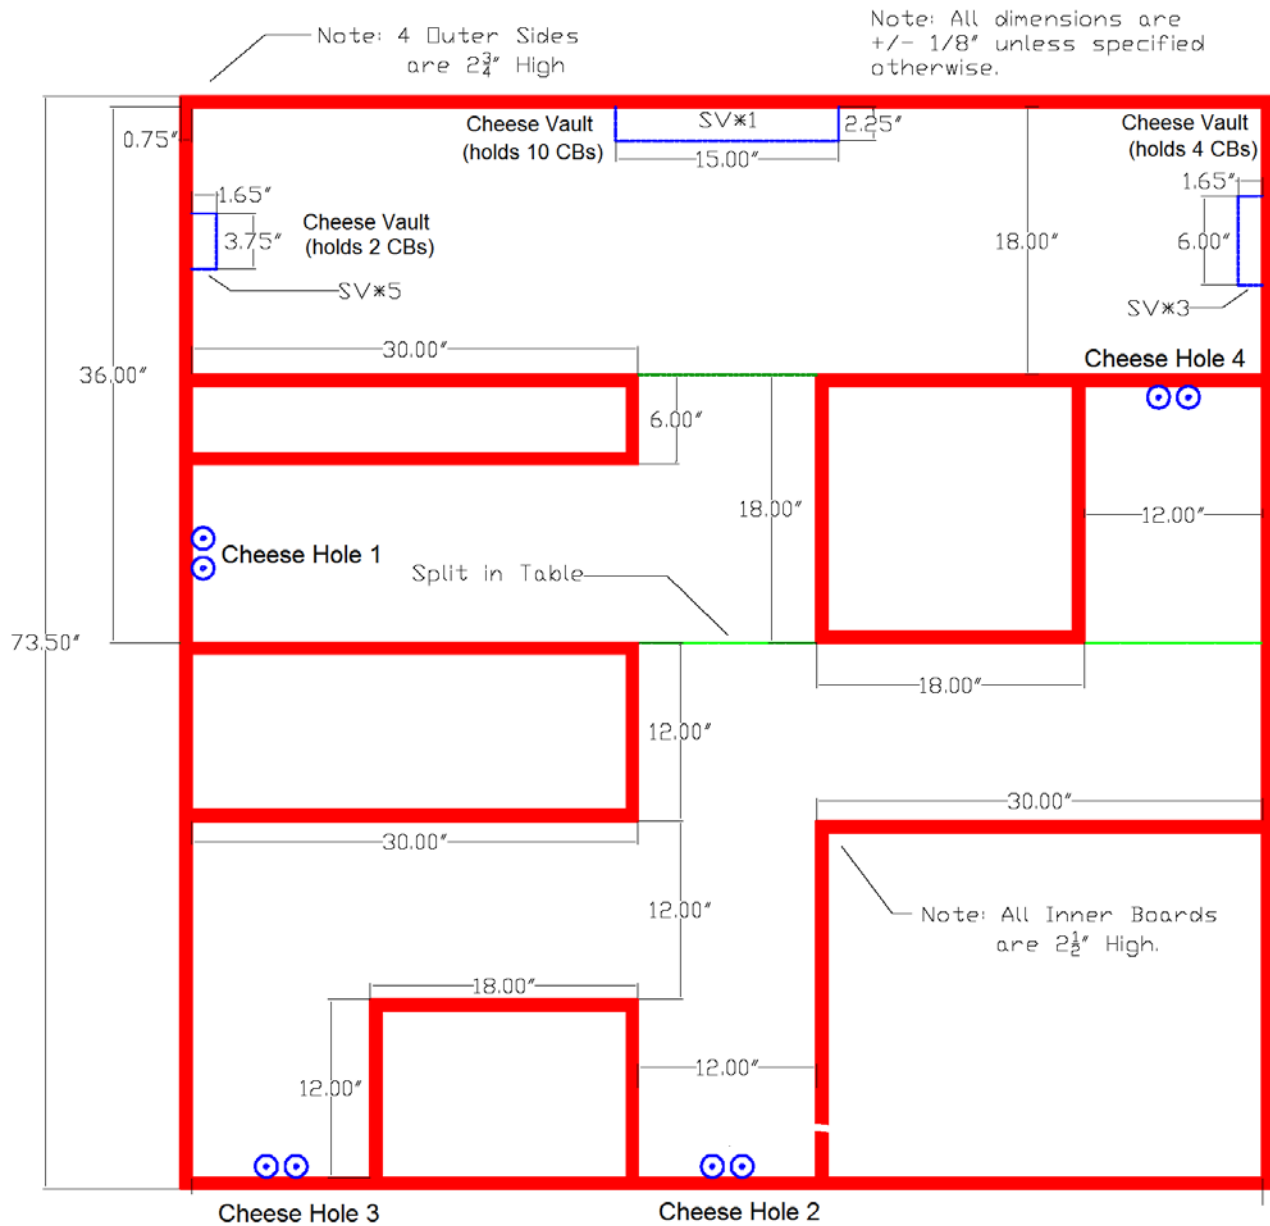 Note: 4 Outer Sides
are 2¾" High
Note: All dimensions are
+/- 1/8" unless specified
otherwise.
0.75"
Cheese Vault
(holds 10 CBs)
SV*1
2.25"
15.00"
Cheese Vault
(holds 4 CBs)
1.65"
1.65"
Cheese Vault
(holds 2 CBs)
3.75"
18.00"
6.00"
SV*5
SV*3
30.00"
Cheese Hole 4
36.00"
6.00"
18.00"
12.00"
Cheese Hole 1
Split in Table
73.50"
18.00"
12.00"
30.00"
30.00"
12.00"
Note: All Inner Boards
are 2½" High.
18.00"
12.00"
12.00"
Cheese Hole 3
Cheese Hole 2